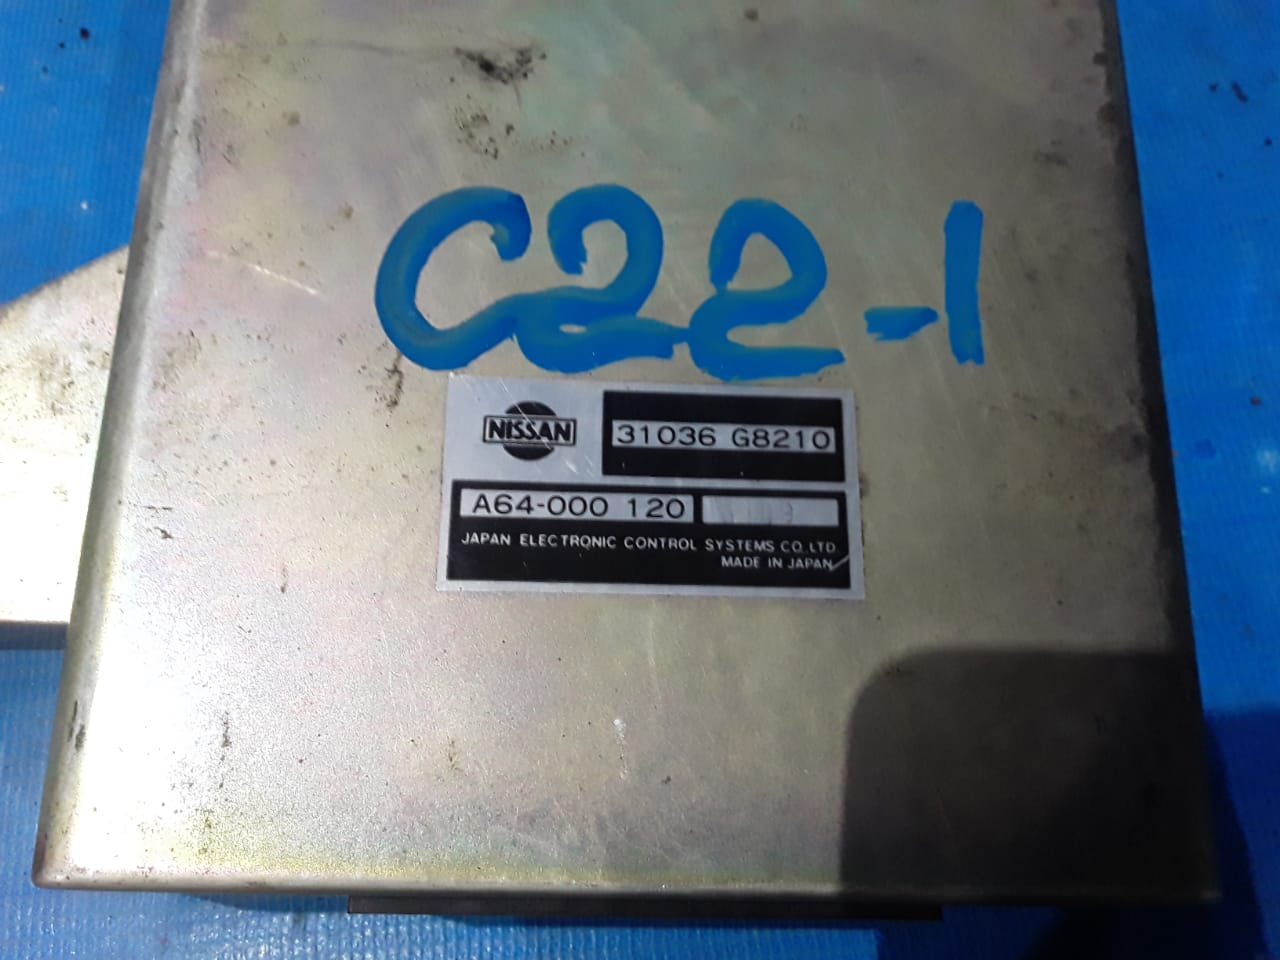 C22-1
NISSAN
31036 G8210
A64-000 120
JAPAN ELECTRONIC CONTROL SYSTEMS CO.,LTD.
MADE IN JAPAN